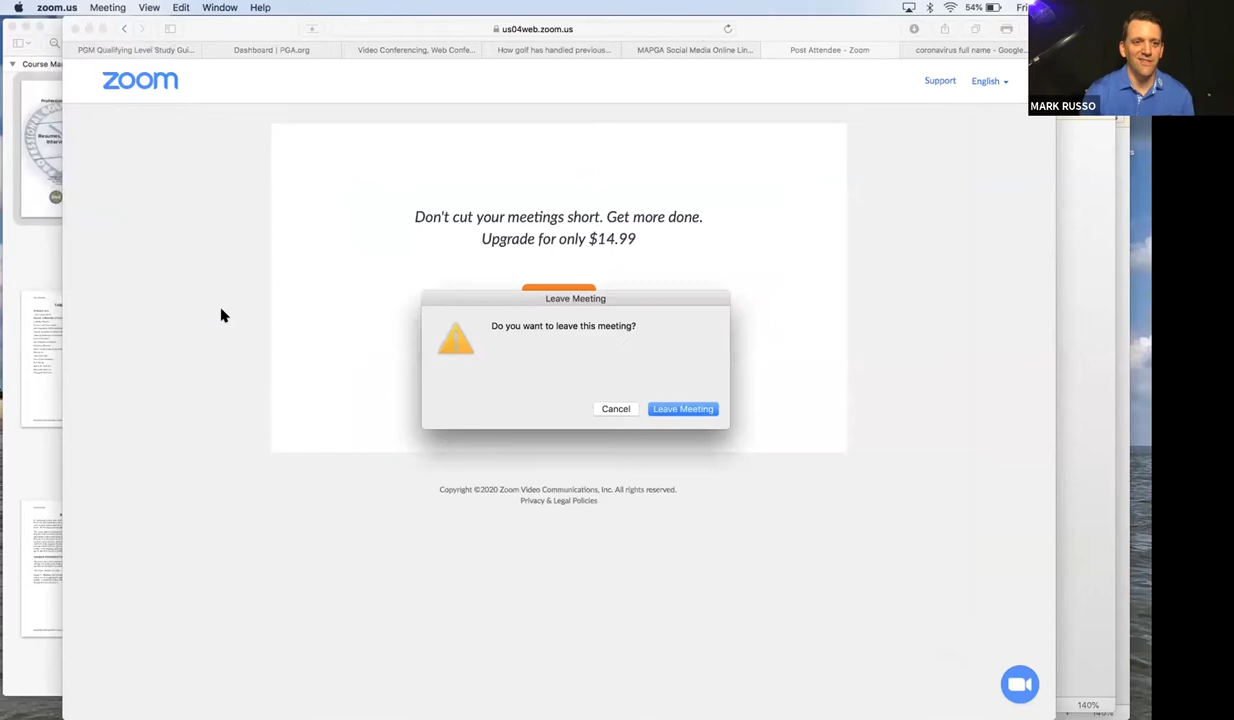 zoom.us Meeting View Edit Window Help 54% Fri
us04web.zoom.us
PGM Qualifying Level Study Gui... Dashboard | PGA.org Video Conferencing, Web Confe... How golf has handled previous... MAPGA Social Media Online Lin... Post Attendee - Zoom coronavirus full name - Google...
Course Ma
zoom
Support English
MARK RUSSO
Don't cut your meetings short. Get more done.
Upgrade for only $14.99
Leave Meeting
Do you want to leave this meeting?
Cancel Leave Meeting
Copyright ©2020 Zoom Video Communications, Inc. All rights reserved.
Privacy & Legal Policies
140%
140%